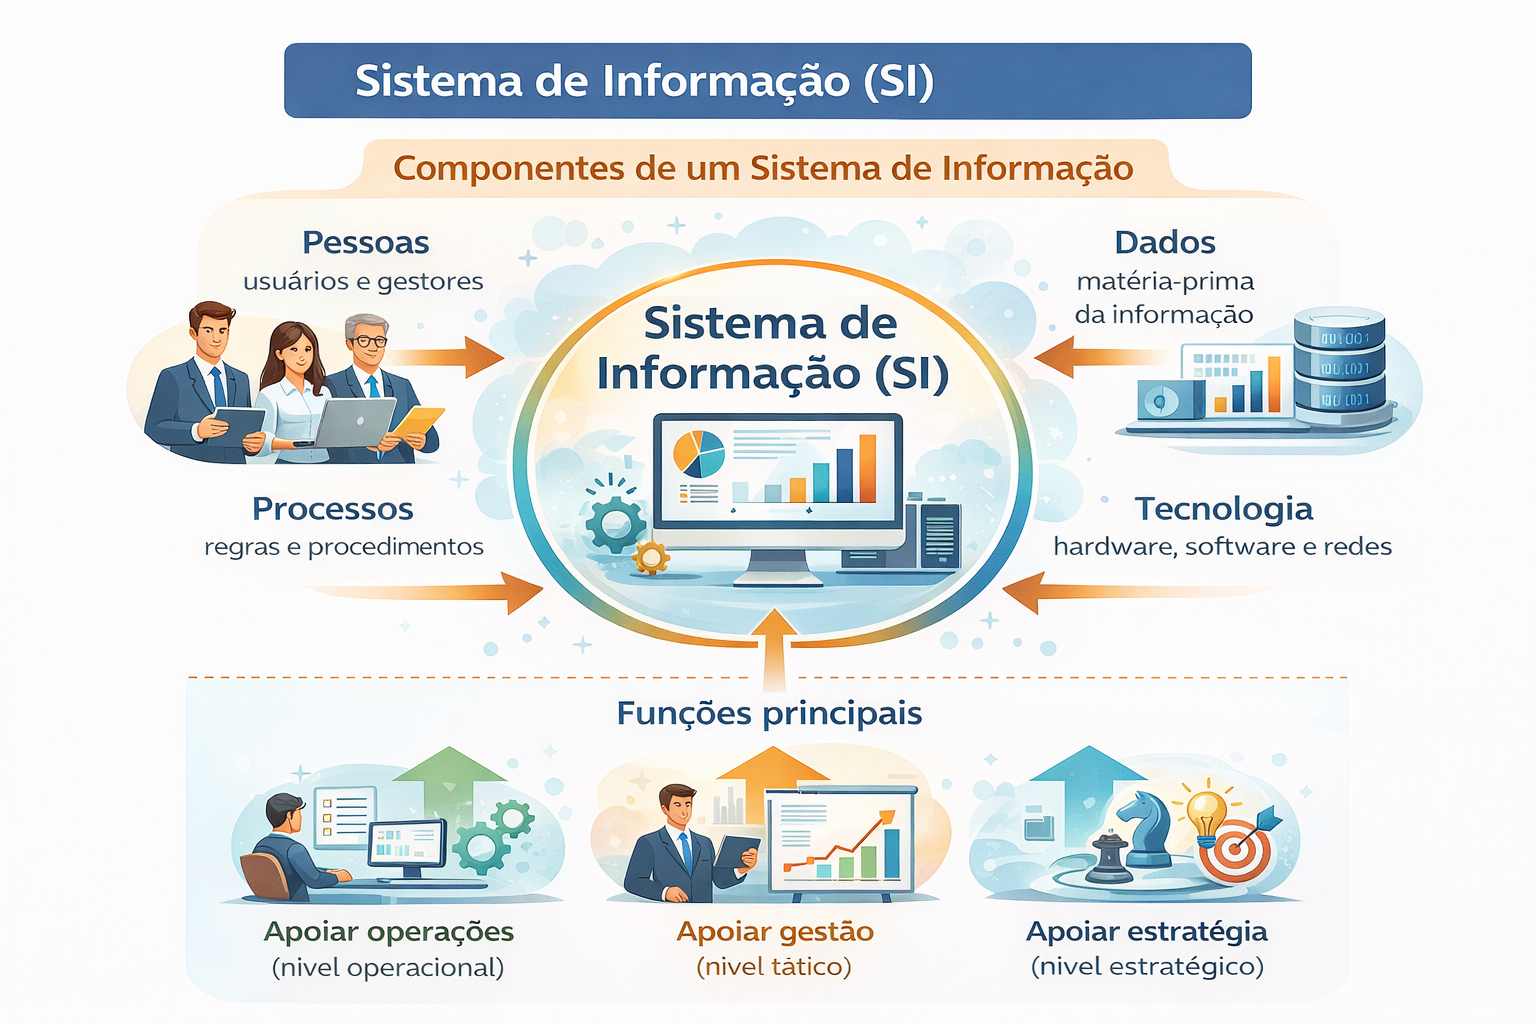 Sistema de Informação (SI)
Componentes de um Sistema de Informação
Pessoas
usuários e gestores
Dados
matéria-prima
da informação
Sistema de
Informação (SI)
Processos
regras e procedimentos
Tecnologia
hardware, software e redes
Funções principais
Apoiar operações
(nivel operacional)
Apoiar gestão
(nivel tático)
Apoiar estratégia
(nivel estratégico)